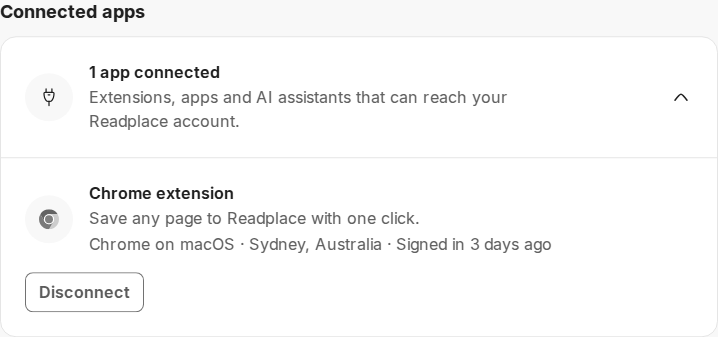 Connected apps
1 app connected
Extensions, apps and AI assistants that can reach your
Readplace account.
Chrome extension
Save any page to Readplace with one click.
Chrome on macOS · Sydney, Australia · Signed in 3 days ago
Disconnect